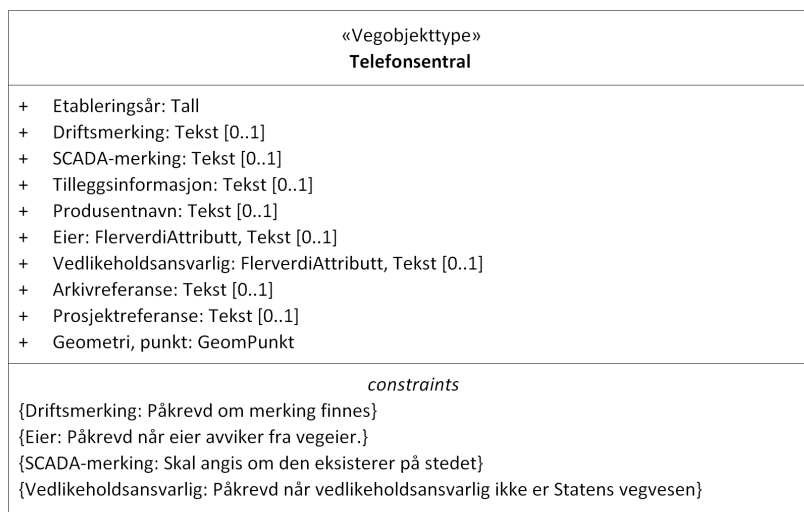 «Vegobjekttype»
Telefonsentral
+ Etableringsår: Tall
+ Driftsmerking: Tekst [0..1]
+ SCADA-merking: Tekst [0..1]
+ Tilleggsinformasjon: Tekst [0..1]
+ Produsentnavn: Tekst [0..1]
+ Eier: FlerverdiAttributt, Tekst [0..1]
+ Vedlikeholdsansvarlig: FlerverdiAttributt, Tekst [0..1]
+ Arkivreferanse: Tekst [0..1]
+ Prosjektreferanse: Tekst [0..1]
+ Geometri, punkt: GeomPunkt
constraints
{Driftsmerking: Påkrevd om merking finnes}
{Eier: Påkrevd når eier avviker fra vegeier.}
{SCADA-merking: Skal angis om den eksisterer på stedet}
{Vedlikeholdsansvarlig: Påkrevd når vedlikeholdsansvarlig ikke er Statens vegvesen}